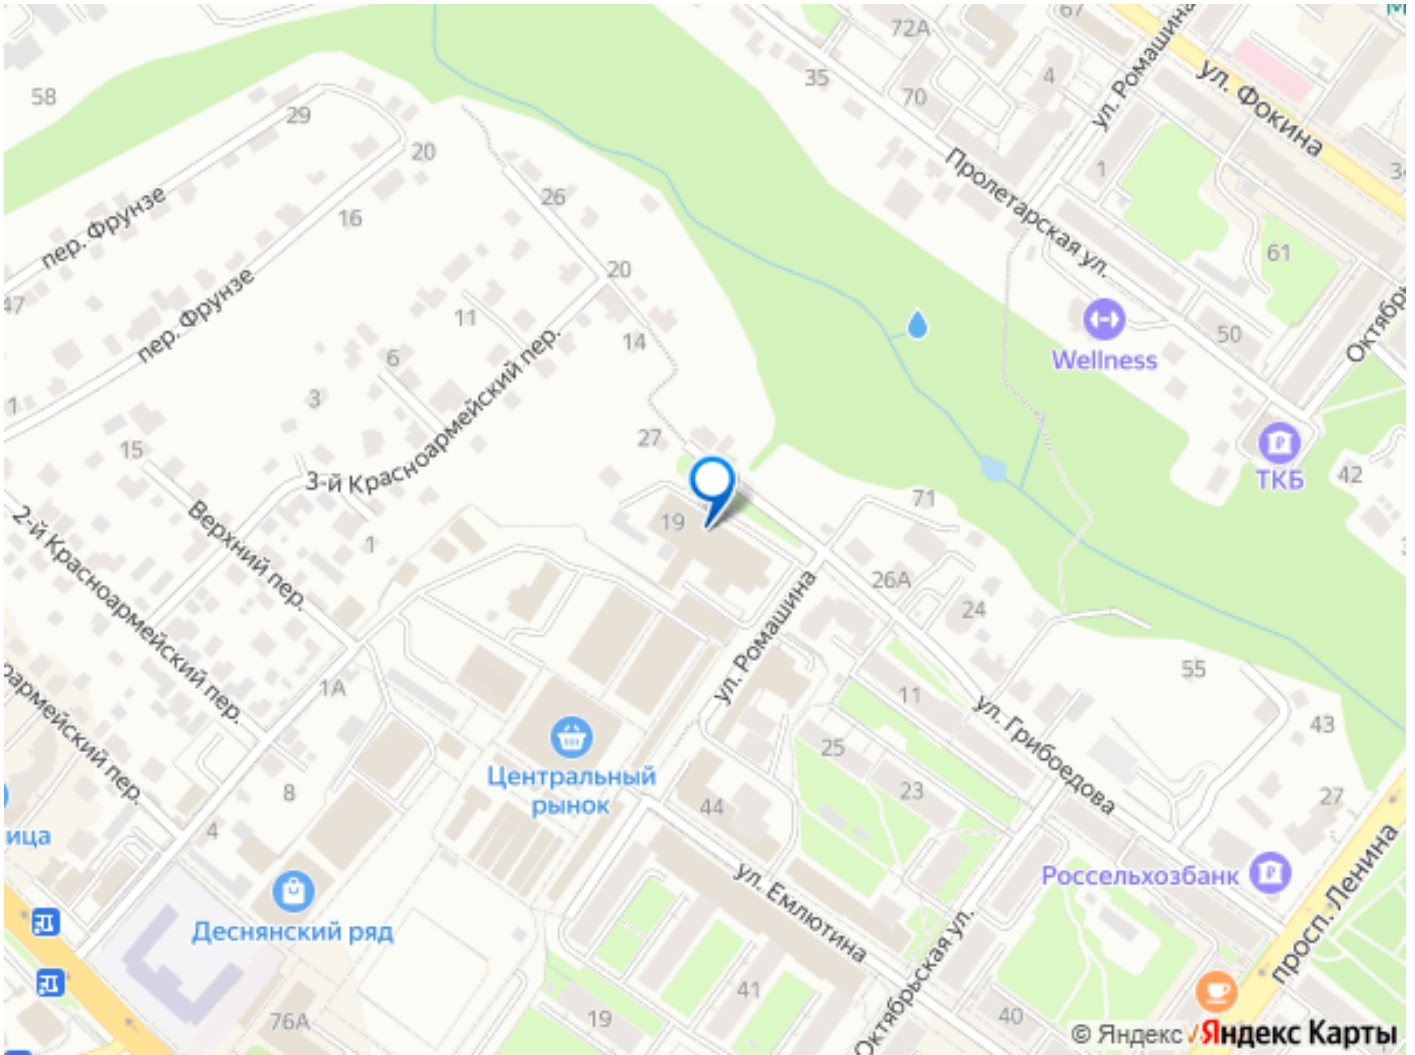 67
72А
ул. Ромашина
35
4
58
70
ул. Фокина
29
20
Пролетарская ул.
1
пер. Фрунзе
26
16
61
20
47
пер. Фрунзе
11
14
50
Wellness
6
3
1
27
15
3-й Красноармейский пер.
ТКБ
42
71
Верхний пер.
2-й Красноармейский пер.
19
1
26А
24
ул. Ромашина
55
1А
11
ул. Грибоедова
43
25
Центральный
рынок
8
23
27
44
4
ул. Емлютина
Россельхозбанк
просп. Ленина
Деснянский ряд
Октябрьская ул.
41
40
76А
19
© Яндекс
Яндекс Карты